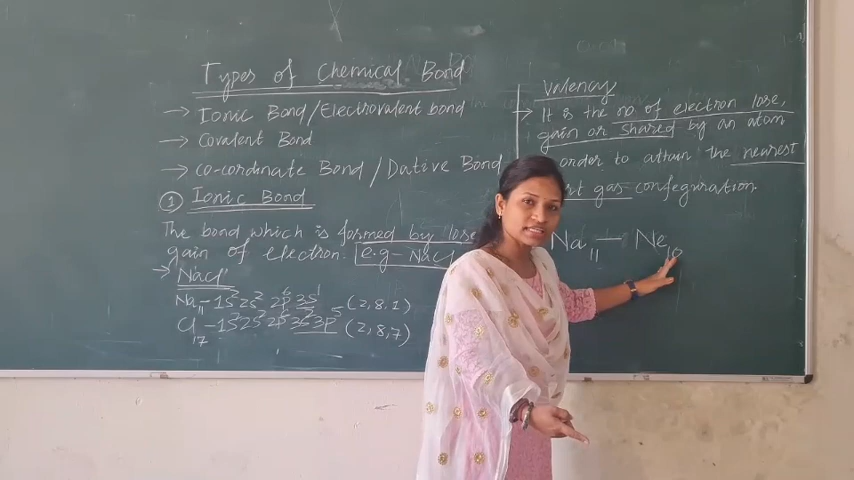 Types of Chemical Bond
→ Ionic Bond/Electrovalent bond
→ Covalent Bond
→ Co-cordinate Bond/Dative Bond
① Ionic Bond
The bond which is formed by lose
gain of electron. e.g - NaCl
→ NaCl
Na₁₁ - 1S² 2S² 2P⁶ 3S¹ (2,8,1)
Cl₁₇ - 1S² 2S² 2P⁶ 3S² 3P⁵ (2,8,7)
Valency
→ It is the no of electron lose,
gain or shared by an atom
order to attain the nearest
gas configuration.
Na₁₁ — Ne₁₀